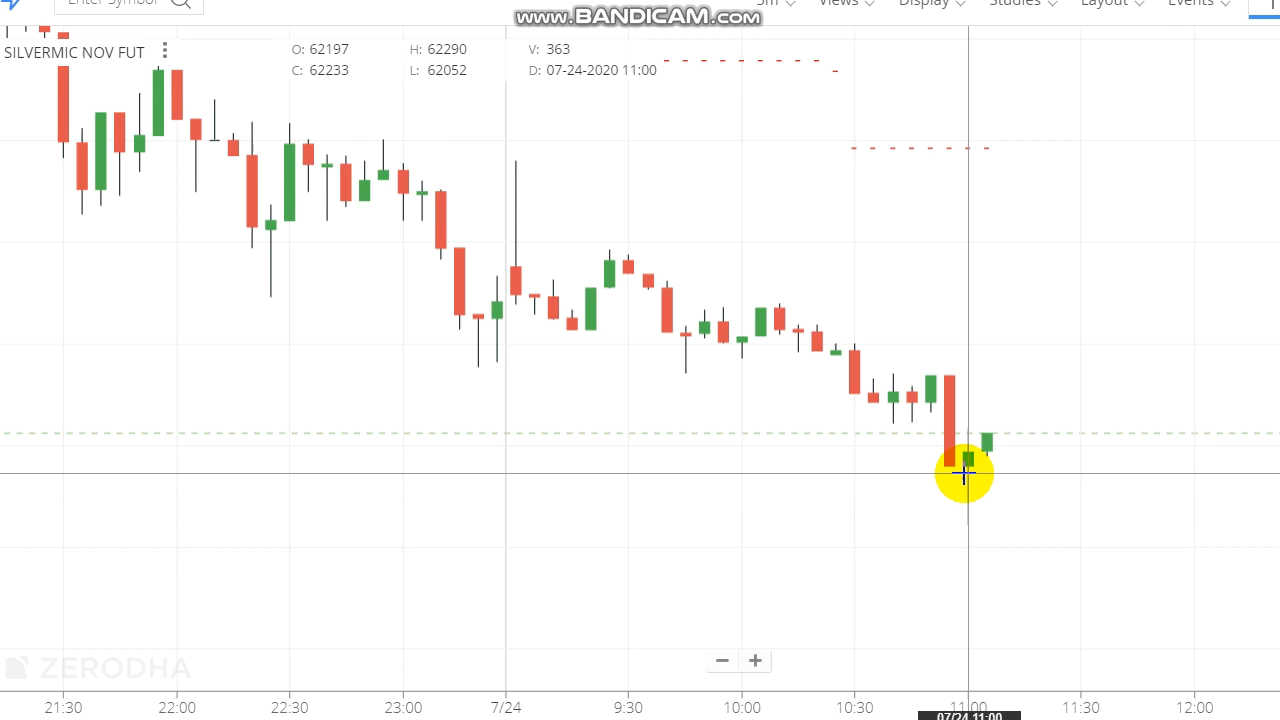 www.BANDICAM.com
Enter Symbol
5m Views Display Studies Layout Events
SILVERMIC NOV FUT
O: 62197 H: 62290 V: 363
C: 62233 L: 62052 D: 07-24-2020 11:00
ZERODHA
21:30 22:00 22:30 23:00 7/24 9:30 10:00 10:30 11:00 11:30 12:00
07/24 11:00